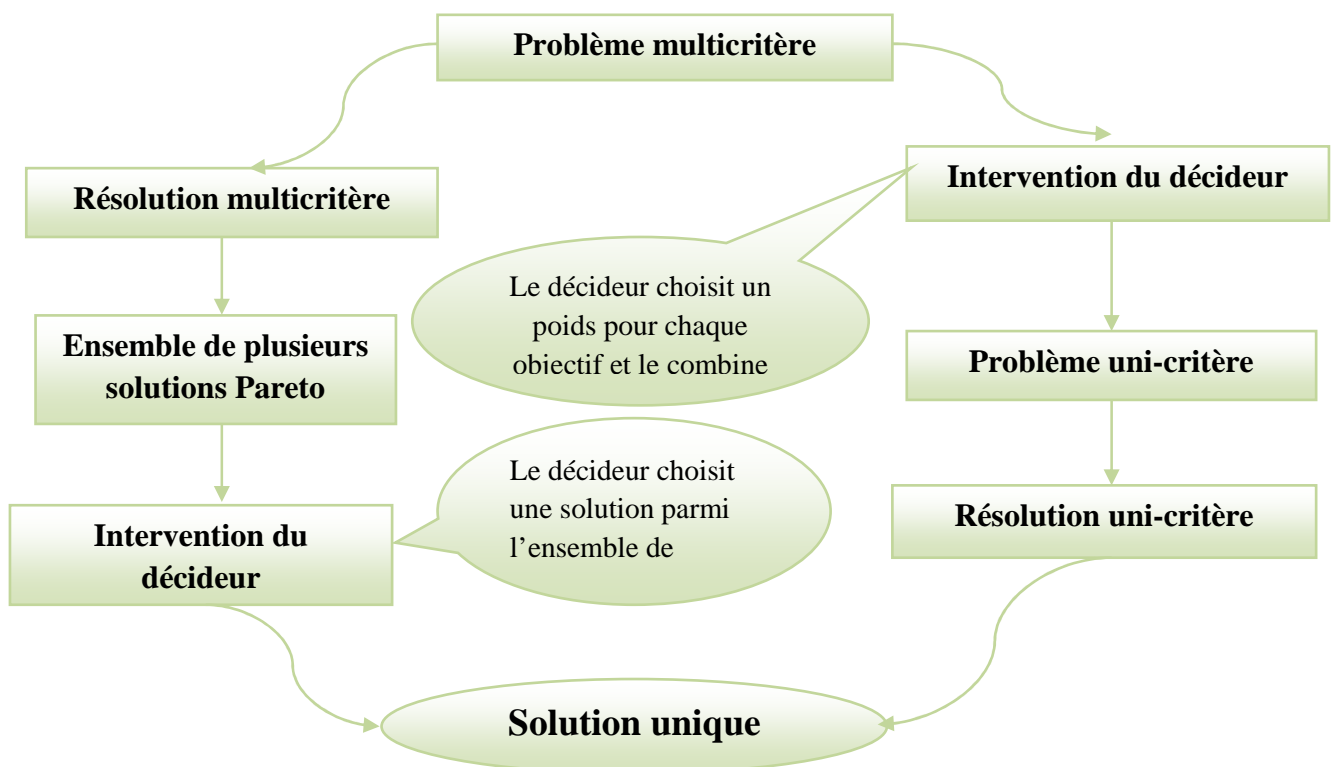 Problème multicritère
Résolution multicritère
Intervention du décideur
Le décideur choisit un
poids pour chaque
objectif et le combine
Ensemble de plusieurs
solutions Pareto
Problème uni-critère
Le décideur choisit
une solution parmi
l’ensemble de
Intervention du
décideur
Résolution uni-critère
Solution unique